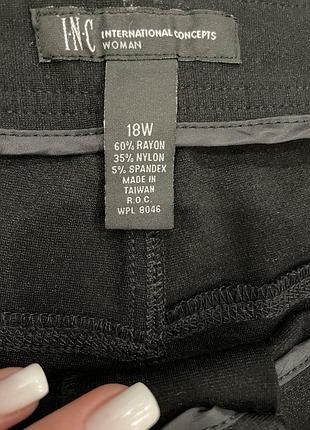 I·N·C INTERNATIONAL CONCEPTS
WOMAN
18W
60% RAYON
35% NYLON
5% SPANDEX
MADE IN
TAIWAN
R.O.C.
WPL 8046